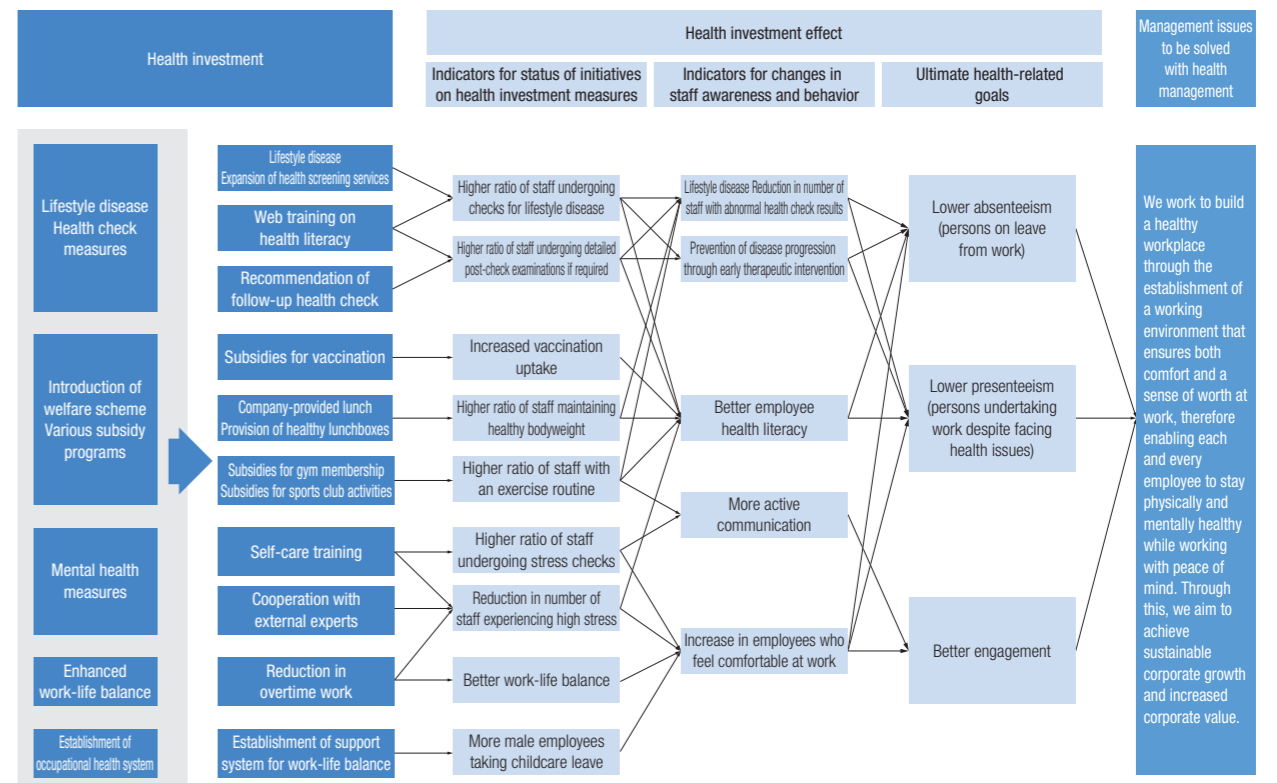 Health investment
Health investment effect
Indicators for status of initiatives
on health investment measures
Indicators for changes in
staff awareness and behavior
Ultimate health-related
goals
Management issues
to be solved
with health
management
Lifestyle disease
Health check
measures
Introduction of
welfare scheme
Various subsidy
programs
Mental health
measures
Enhanced
work-life balance
Establishment of
occupational health system
Lifestyle disease
Expansion of health screening services
Web training on
health literacy
Recommendation of
follow-up health check
Subsidies for vaccination
Company-provided lunch
Provision of healthy lunchboxes
Subsidies for gym membership
Subsidies for sports club activities
Self-care training
Cooperation with
external experts
Reduction in
overtime work
Establishment of support
system for work-life balance
Higher ratio of staff undergoing
checks for lifestyle disease
Higher ratio of staff undergoing detailed
post-check examinations if required
Increased vaccination
uptake
Higher ratio of staff maintaining
healthy bodyweight
Higher ratio of staff with
an exercise routine
Higher ratio of staff
undergoing stress checks
Reduction in number of
staff experiencing high stress
Better work-life balance
More male employees
taking childcare leave
Lifestyle disease Reduction in number of
staff with abnormal health check results
Prevention of disease progression
through early therapeutic intervention
Better employee
health literacy
More active
communication
Increase in employees who
feel comfortable at work
Lower absenteeism
(persons on leave
from work)
Lower presenteeism
(persons undertaking
work despite facing
health issues)
Better engagement
We work to build
a healthy
workplace
through the
establishment of
a working
environment that
ensures both
comfort and a
sense of worth at
work, therefore
enabling each
and every
employee to stay
physically and
mentally healthy
while working
with peace of
mind. Through
this, we aim to
achieve
sustainable
corporate growth
and increased
corporate value.